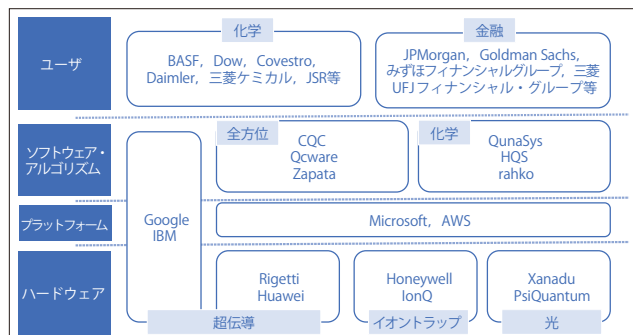 ユーザ
化学
BASF，Dow，Covestro，
Daimler，三菱ケミカル，JSR等
金融
JPMorgan，Goldman Sachs，
みずほフィナンシャルグループ，三菱
UFJフィナンシャル・グループ等
ソフトウェア・
アルゴリズム
全方位
CQC
Qcware
Zapata
化学
QunaSys
HQS
rahko
プラットフォーム
Google
IBM
Microsoft，AWS
ハードウェア
Rigetti
Huawei
Honeywell
IonQ
Xanadu
PsiQuantum
超伝導
イオントラップ
光